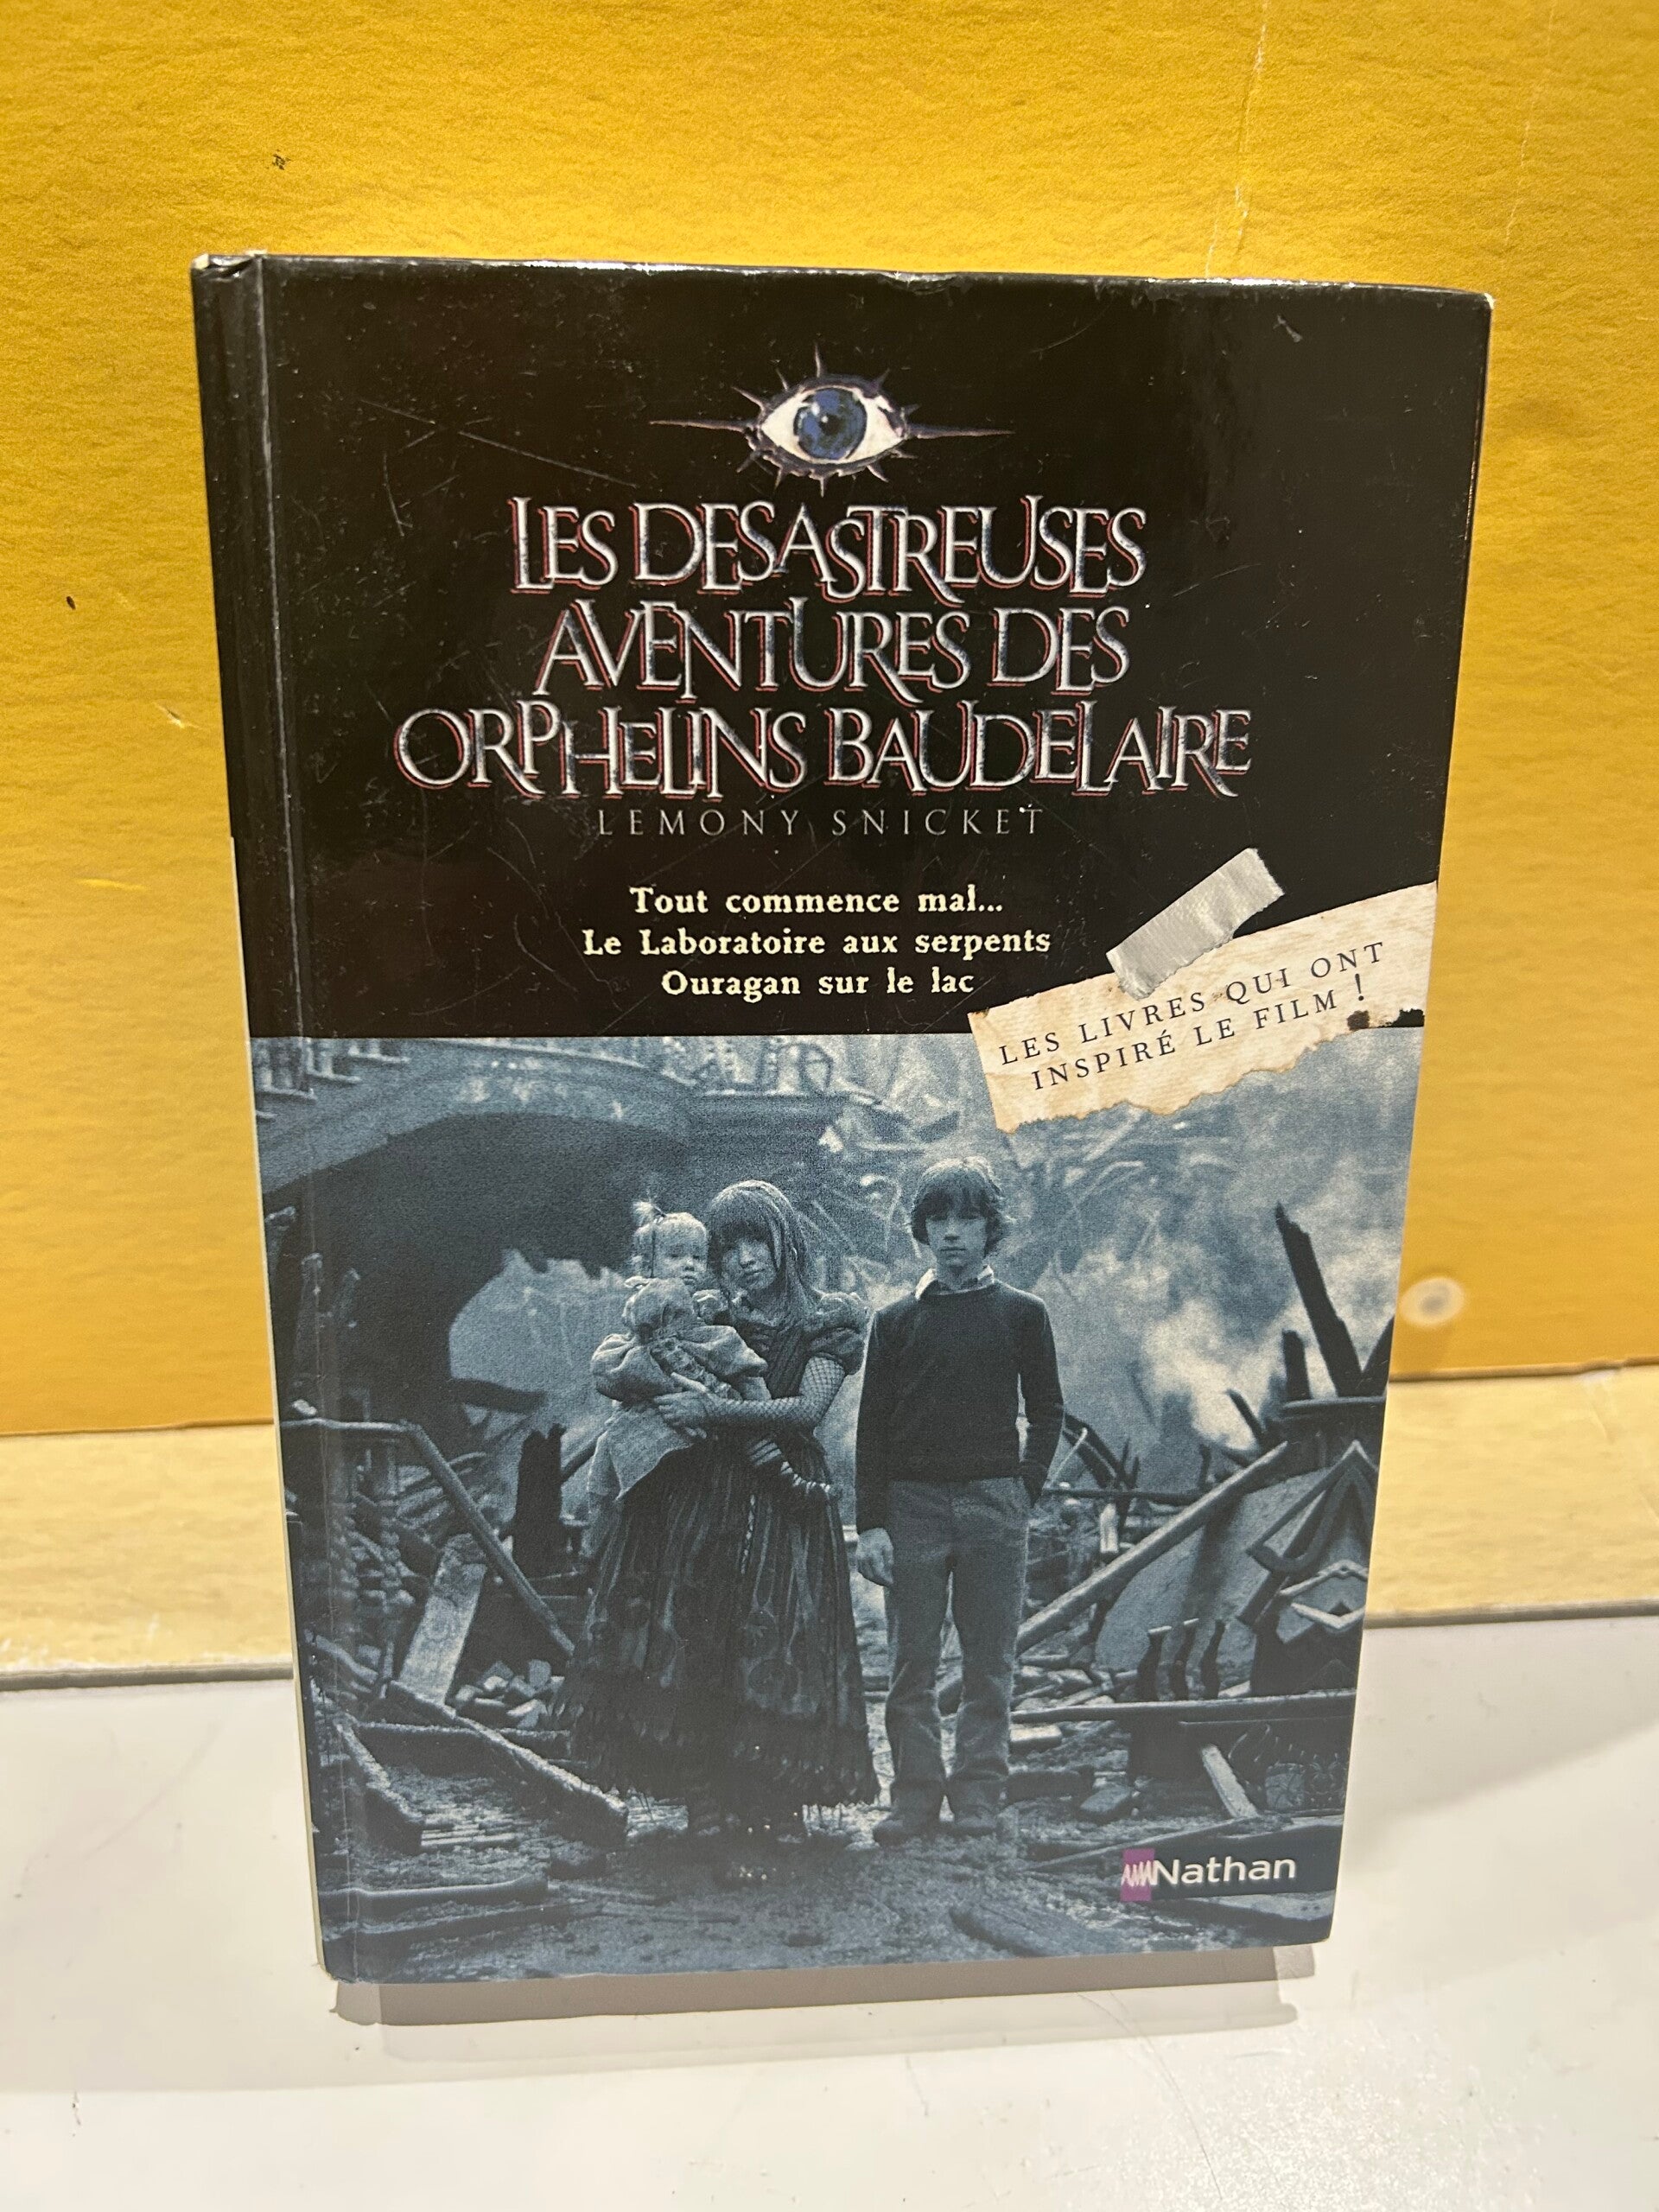 LES DESASTREUSES
AVENTURES DES
ORPHELINS BAUDELAIRE
LEMONY SNICKET
Tout commence mal...
Le Laboratoire aux serpents
Ouragan sur le lac
LES LIVRES QUI ONT
INSPIRÉ LE FILM !
Nathan